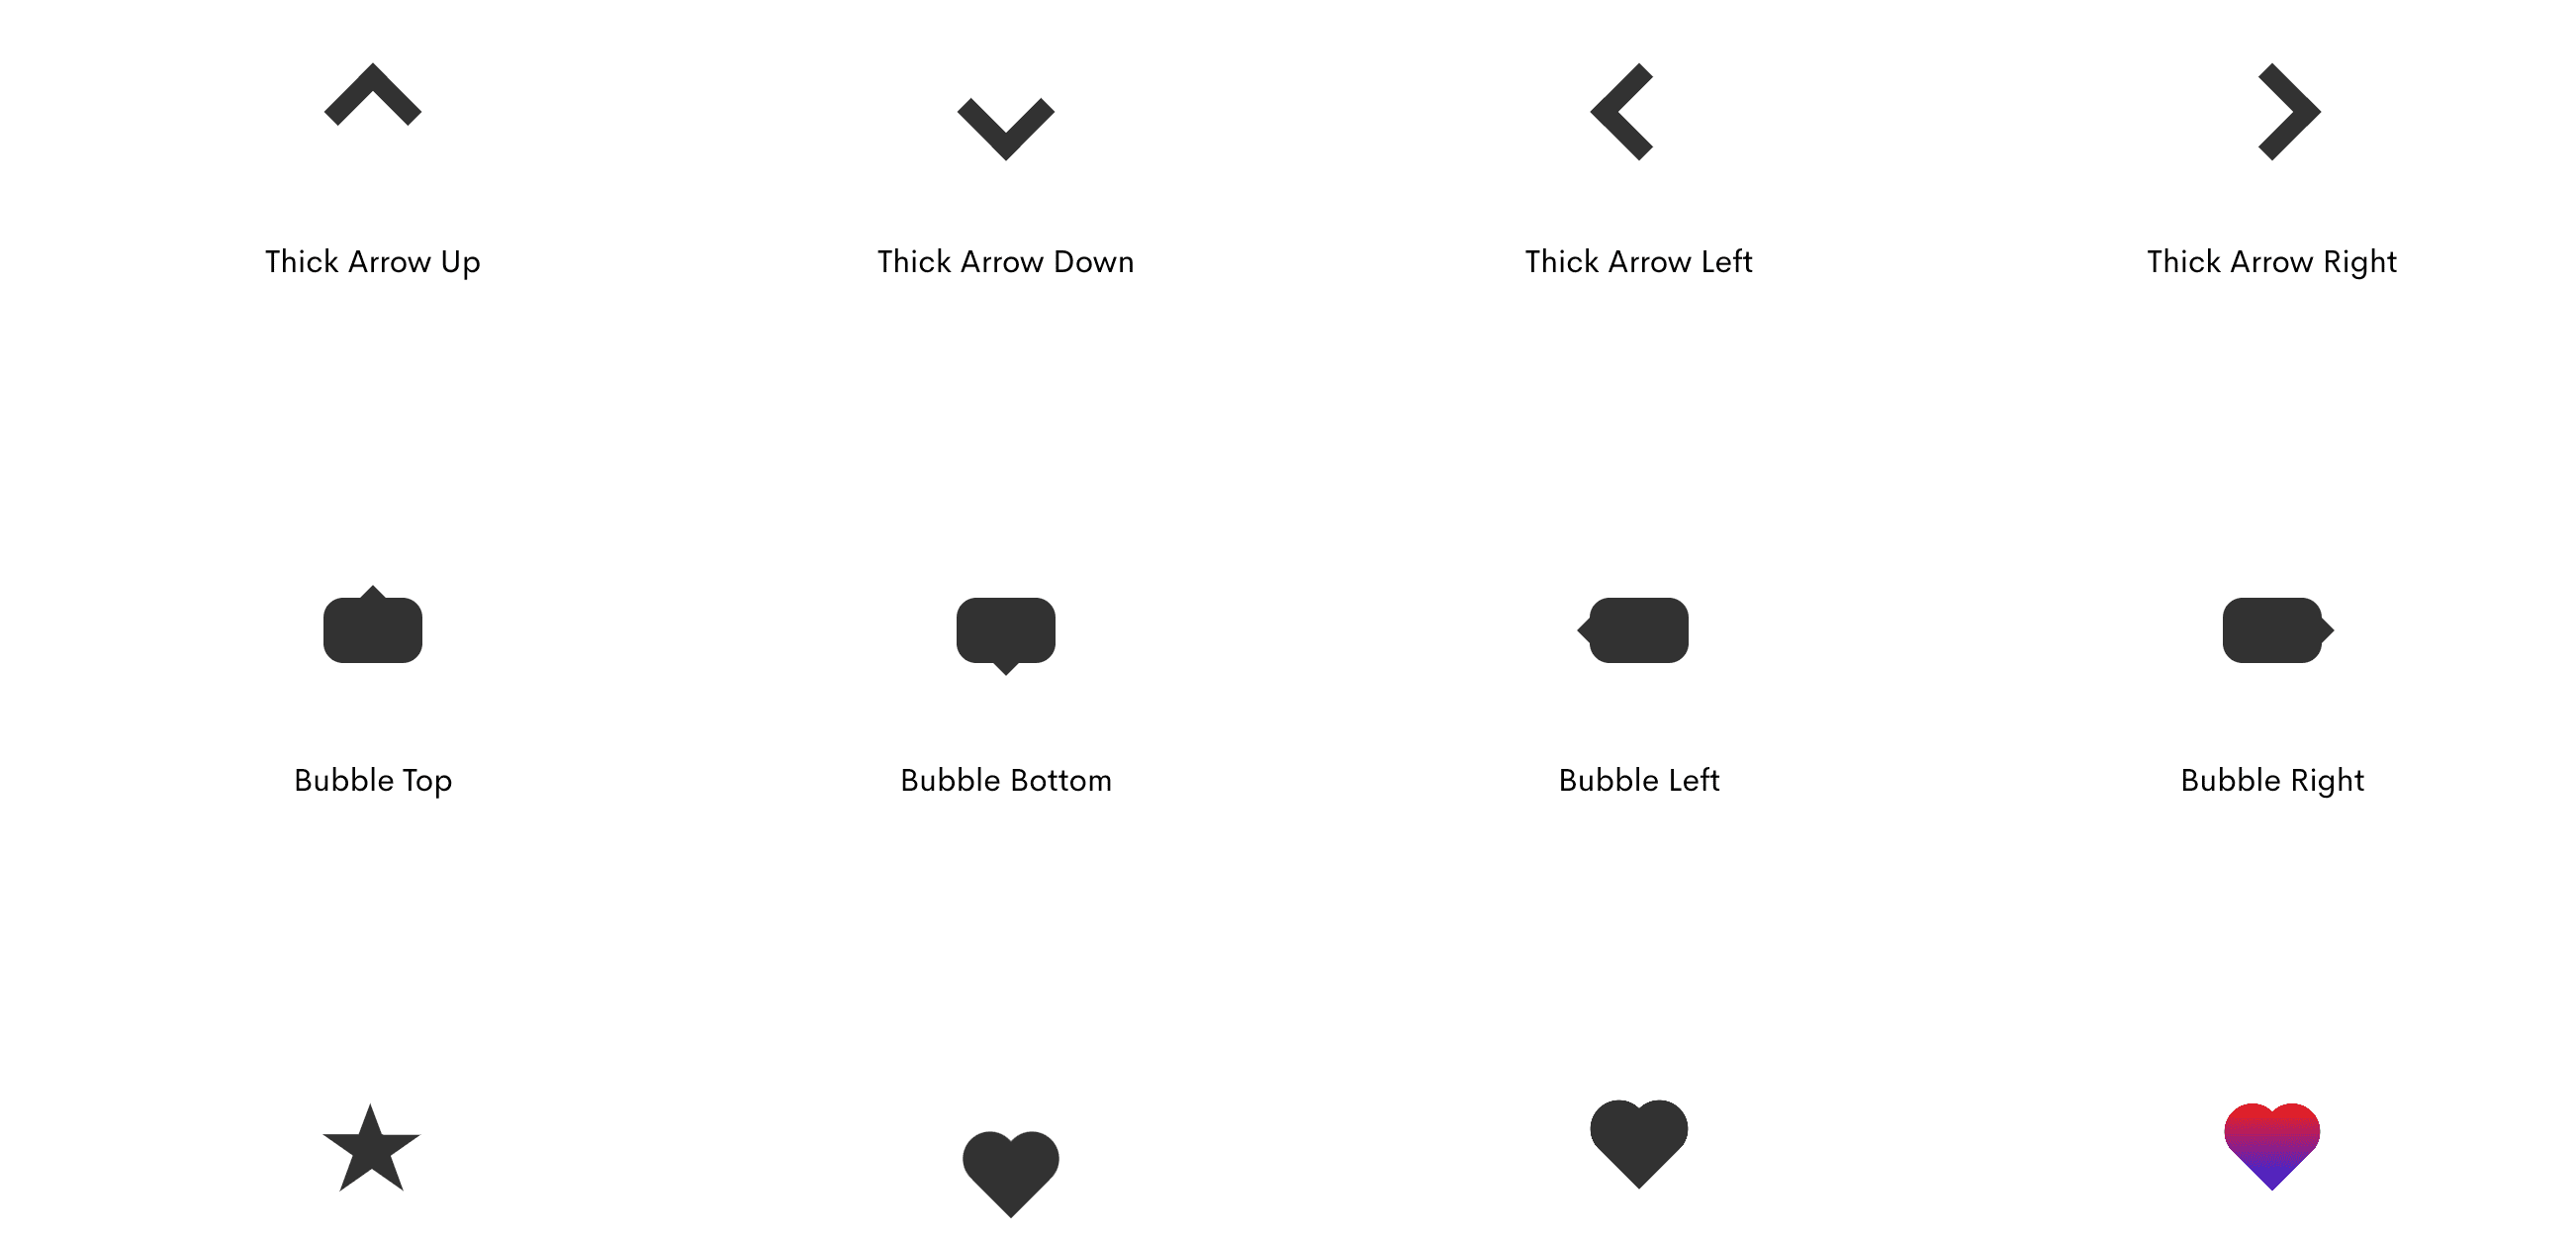 Thick Arrow Up
Thick Arrow Down
Thick Arrow Left
Thick Arrow Right
Bubble Top
Bubble Bottom
Bubble Left
Bubble Right